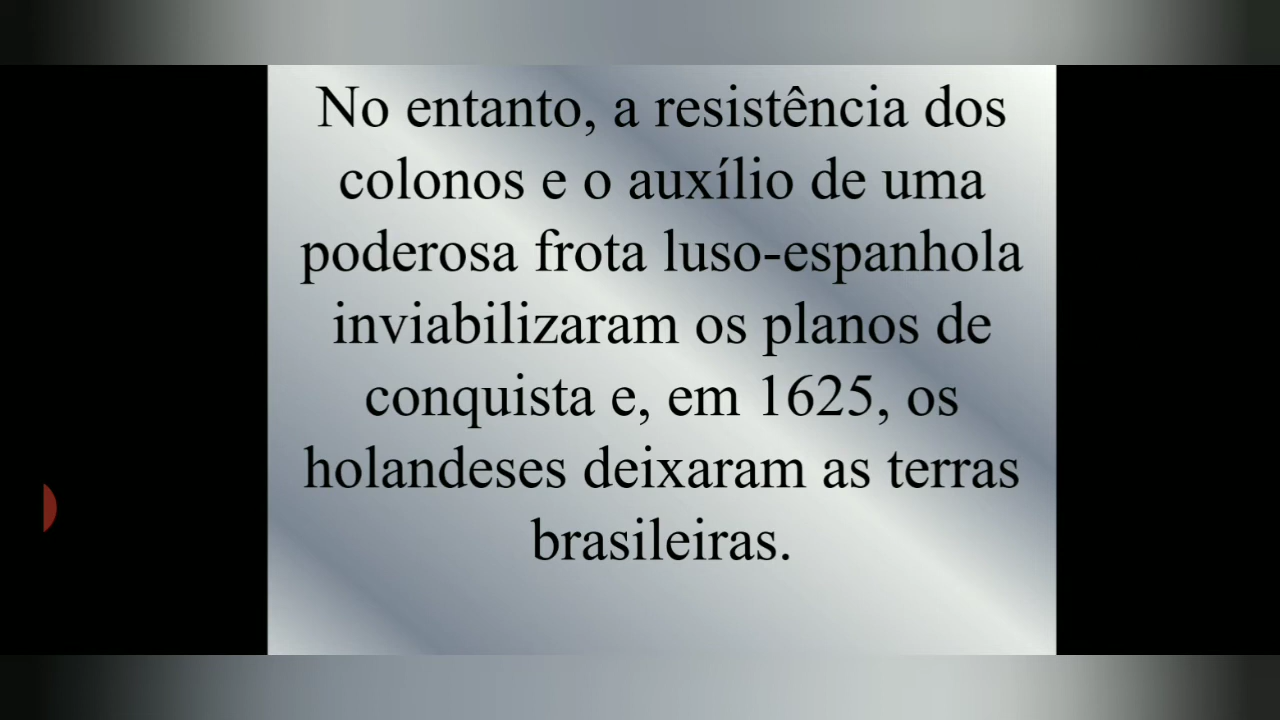 No entanto, a resistência dos
colonos e o auxílio de uma
poderosa frota luso-espanhola
inviabilizaram os planos de
conquista e, em 1625, os
holandeses deixaram as terras
brasileiras.